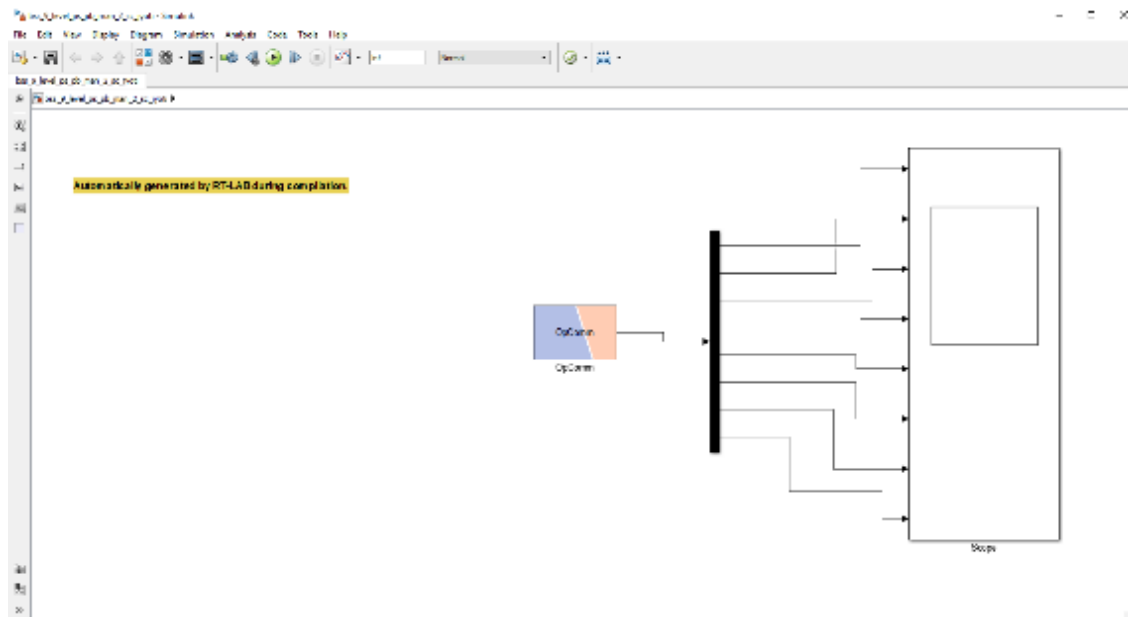 File Edit View Display Diagram Simulation Analysis Code Tools Help
Normal
Automatically generated by RT-LAB during compilation.
OpComm
OpComm
Scope